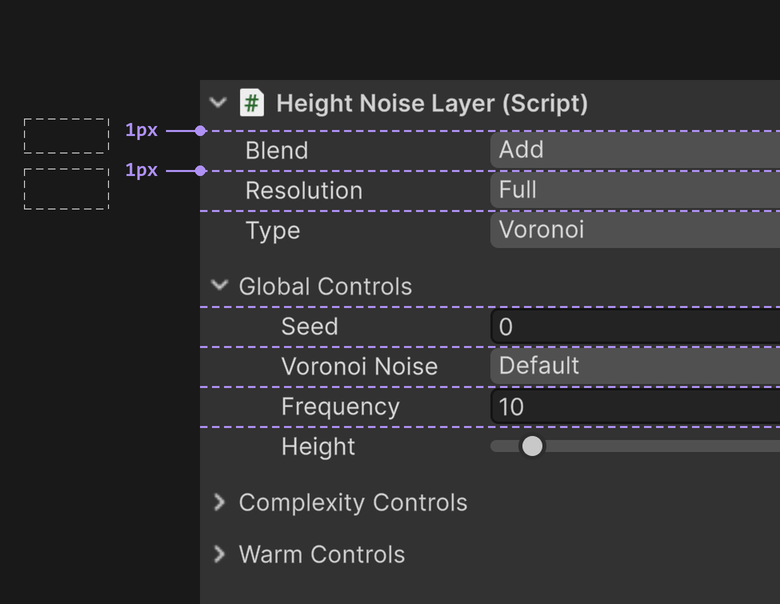 Height Noise Layer (Script)
1px
Blend Add
1px
Resolution Full
Type Voronoi
Global Controls
Seed 0
Voronoi Noise Default
Frequency 10
Height
Complexity Controls
Warm Controls